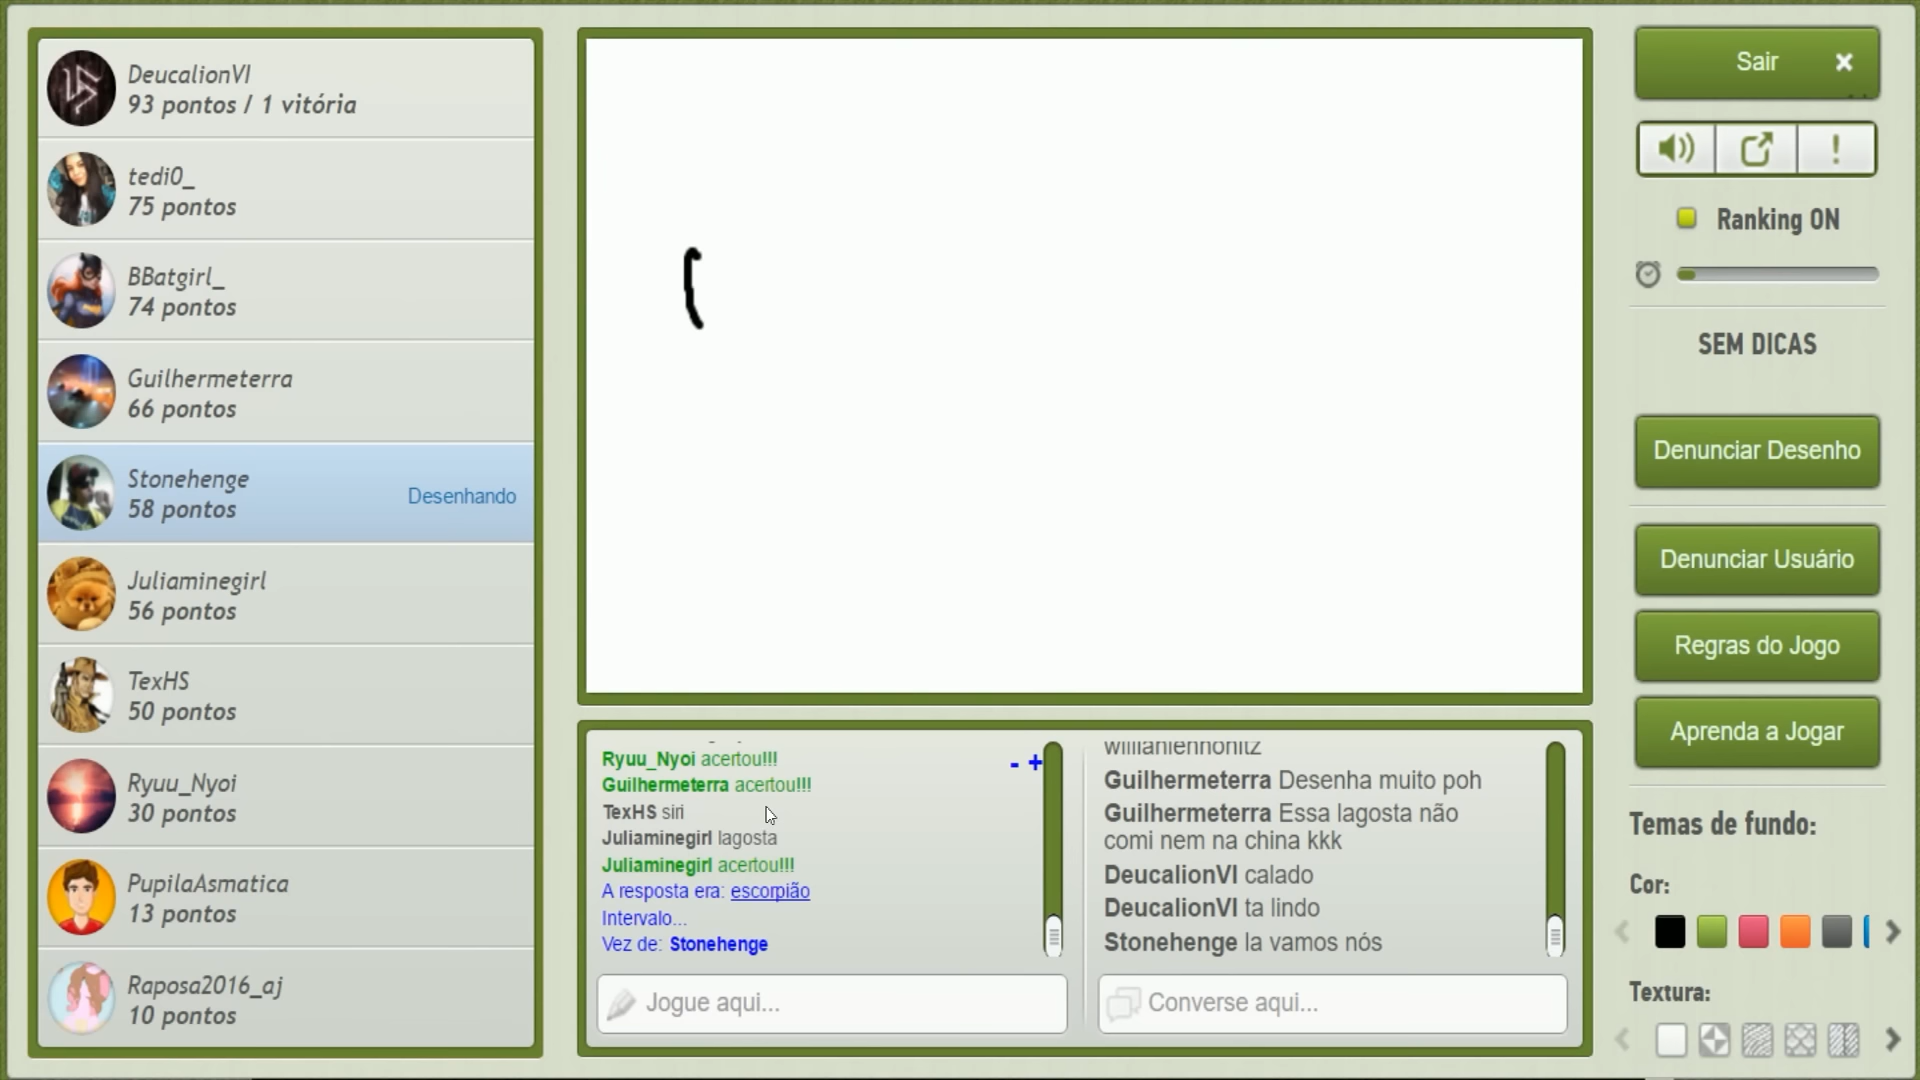 DeucalionVI
93 pontos / 1 vitória
tedi0_
75 pontos
BBatgirl_
74 pontos
Guilhermeterra
66 pontos
Stonehenge
58 pontos
Desenhando
Juliaminegirl
56 pontos
TexHS
50 pontos
Ryuu_Nyoi
30 pontos
PupilaAsmatica
13 pontos
Raposa2016_aj
10 pontos
Ryuu_Nyoi acertou!!!
- +
Guilhermeterra acertou!!!
TexHS siri
Juliaminegirl lagosta
Juliaminegirl acertou!!!
A resposta era: escorpião
Intervalo...
Vez de: Stonehenge
Jogue aqui...
Guilhermeterra Desenha muito poh
Guilhermeterra Essa lagosta não
comi nem na china kkk
DeucalionVI calado
DeucalionVI ta lindo
Stonehenge la vamos nós
Converse aqui...
Sair
Ranking ON
SEM DICAS
Denunciar Desenho
Denunciar Usuário
Regras do Jogo
Aprenda a Jogar
Temas de fundo:
Cor:
Textura: